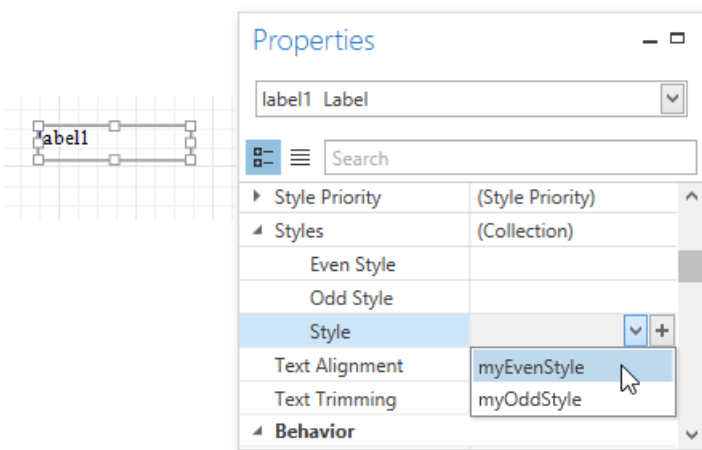 Properties
label1 Label
label1
Search
Style Priority (Style Priority)
Styles (Collection)
Even Style
Odd Style
Style
Text Alignment
myEvenStyle
Text Trimming
myOddStyle
Behavior